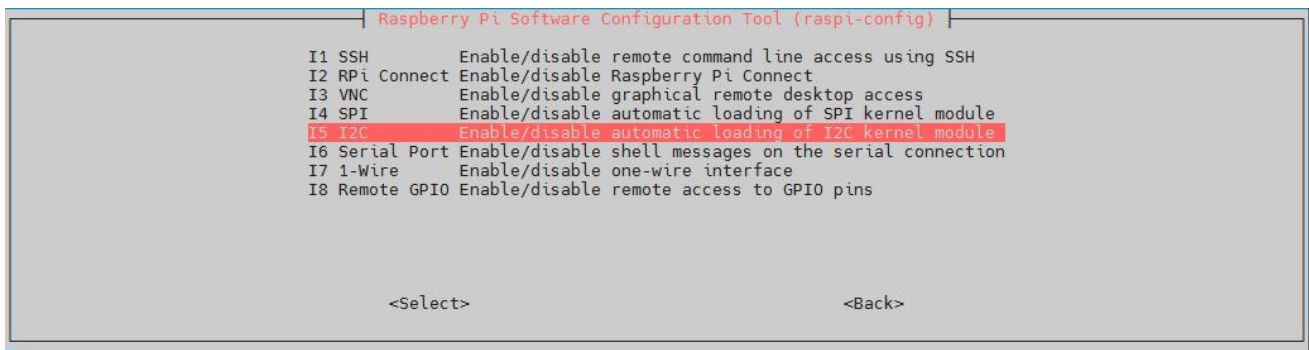 Raspberry Pi Software Configuration Tool (raspi-config)
I1 SSH Enable/disable remote command line access using SSH
I2 RPi Connect Enable/disable Raspberry Pi Connect
I3 VNC Enable/disable graphical remote desktop access
I4 SPI Enable/disable automatic loading of SPI kernel module
I5 I2C Enable/disable automatic loading of I2C kernel module
I6 Serial Port Enable/disable shell messages on the serial connection
I7 1-Wire Enable/disable one-wire interface
I8 Remote GPIO Enable/disable remote access to GPIO pins
<Select> <Back>